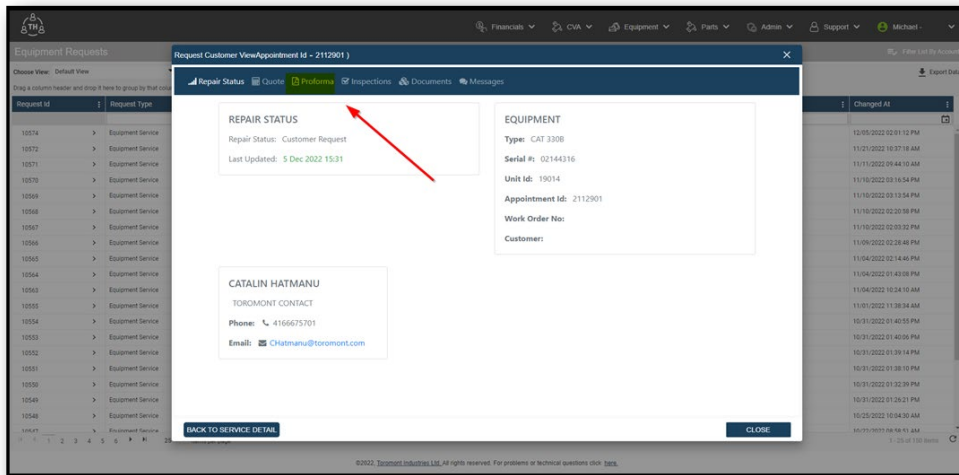 TH
Financials CVA Equipment Parts Admin Support Michael -
Equipment Requests
Filter List By Account
Choose View: Default View
Export Data
Drag a column header and drop it here to group by that colu
Request Id Request Type Changed At
Request Customer ViewAppointment Id - 2112901 )
Repair Status Quote Proforma Inspections Documents Messages
REPAIR STATUS
Repair Status: Customer Request
Last Updated: 5 Dec 2022 15:31
EQUIPMENT
Type: CAT 330B
Serial #: 02144316
Unit Id: 19014
Appointment Id: 2112901
Work Order No:
Customer:
CATALIN HATMANU
TOROMONT CONTACT
Phone: 4166675701
Email: CHatmanu@toromont.com
BACK TO SERVICE DETAIL CLOSE
10574 Equipment Service 12/05/2022 02:01:12 PM
10572 Equipment Service 11/21/2022 10:37:18 AM
10571 Equipment Service 11/11/2022 09:44:10 AM
10570 Equipment Service 11/10/2022 03:16:54 PM
10569 Equipment Service 11/10/2022 03:13:54 PM
10568 Equipment Service 11/10/2022 02:20:58 PM
10567 Equipment Service 11/10/2022 02:03:32 PM
10566 Equipment Service 11/09/2022 02:28:48 PM
10565 Equipment Service 11/04/2022 02:14:46 PM
10564 Equipment Service 11/04/2022 01:43:08 PM
10563 Equipment Service 11/04/2022 10:24:10 AM
10555 Equipment Service 11/01/2022 11:38:34 AM
10554 Equipment Service 10/31/2022 01:40:55 PM
10553 Equipment Service 10/31/2022 01:40:06 PM
10552 Equipment Service 10/31/2022 01:39:14 PM
10551 Equipment Service 10/31/2022 01:38:10 PM
10550 Equipment Service 10/31/2022 01:32:39 PM
10549 Equipment Service 10/31/2022 01:26:21 PM
10548 Equipment Service 10/25/2022 10:04:30 AM
1 2 3 4 5 6
©2022, Toromont Industries Ltd. All rights reserved. For problems or technical questions click here.